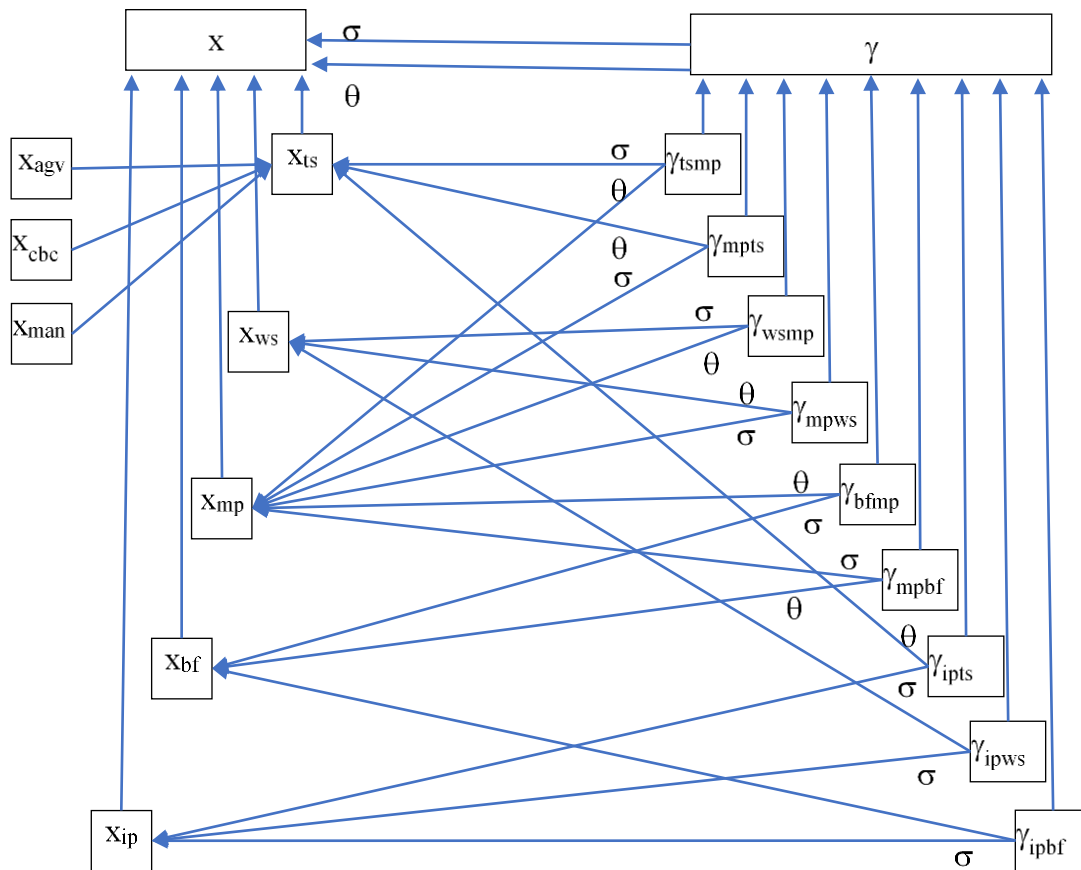 x σ γ
θ
xagv xts σ γtsmp
θ
xcbc θ γmpts
σ
xman xws σ γwsmp
θ
θ γmpws
σ
xmp θ γbfmp
σ
σ γmpbf
θ
xbf θ γipts
σ
γipws
σ
xip γipbf
σ